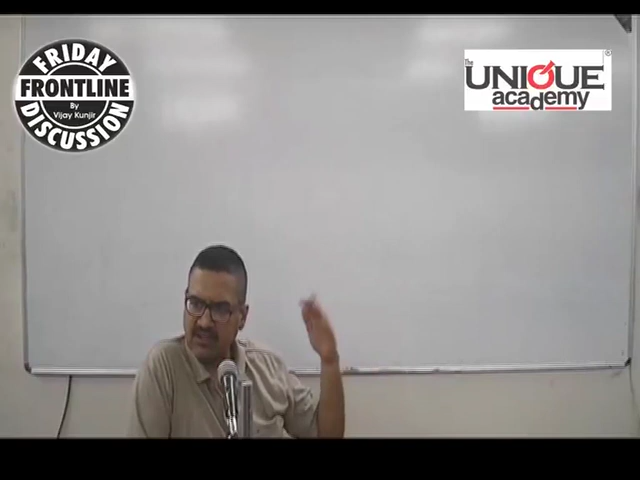 FRIDAY
FRONTLINE
By
Vijay Kunjir
DISCUSSION
The
UNIQUE
academy
®